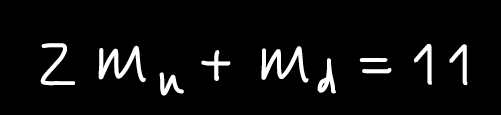 2 m_u + m_d = 11